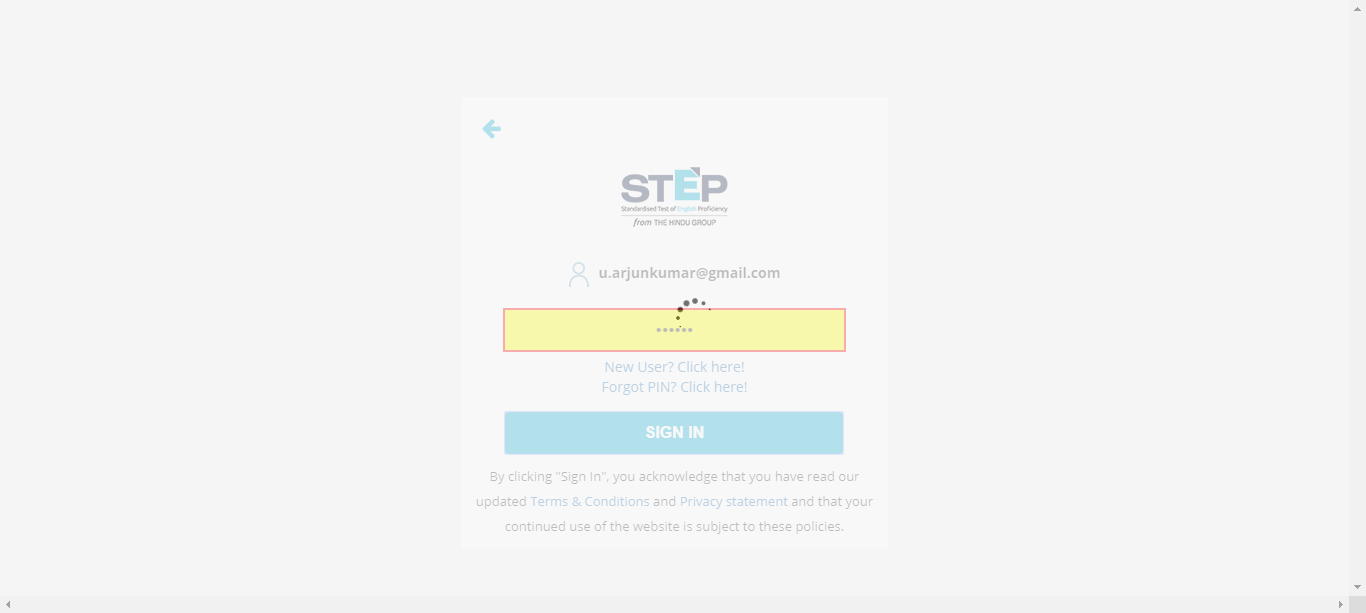 STEP
Standardised Test of English Proficiency
from THE HINDU GROUP
u.arjunkumar@gmail.com
New User? Click here!
Forgot PIN? Click here!
SIGN IN
By clicking "Sign In", you acknowledge that you have read our
updated Terms & Conditions and Privacy statement and that your
continued use of the website is subject to these policies.